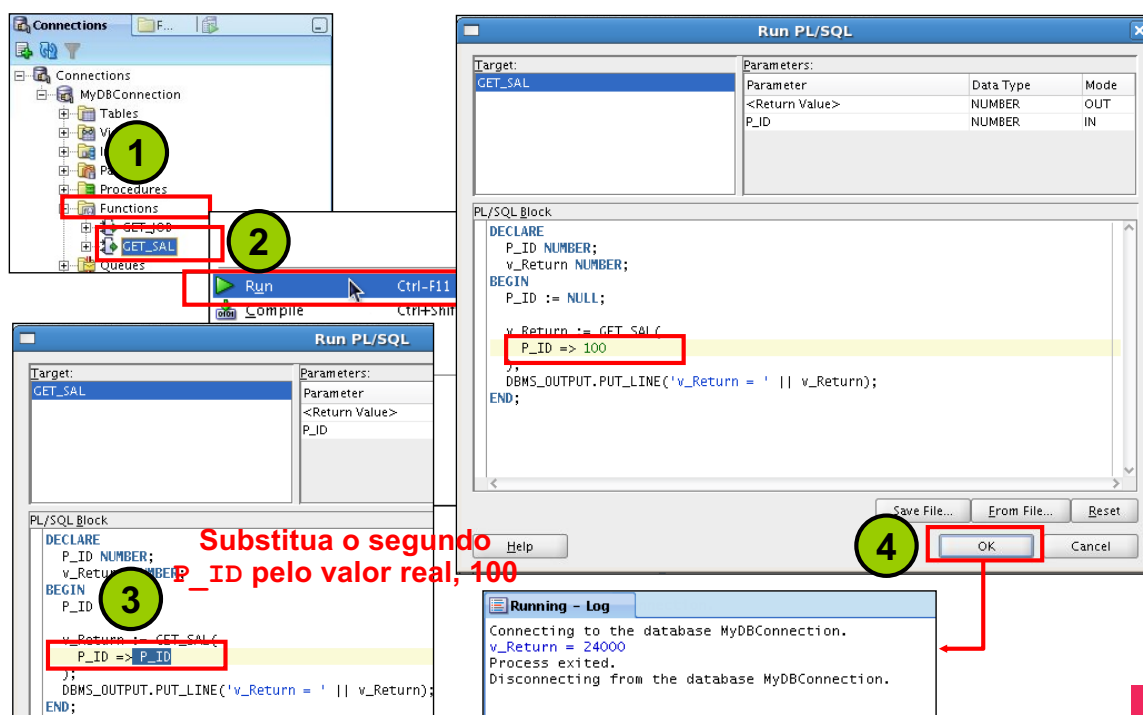 Connections
F...
Connections
MyDBConnection
Tables
Procedures
Functions
GET_JOB
GET_SAL
Queues
1
2
Run Ctrl-F11
Compile
Run PL/SQL
Target:
GET_SAL
Parameters:
Parameter
<Return Value>
P_ID
PL/SQL Block
DECLARE
P_ID NUMBER;
BEGIN
P_ID
3
v_Return := GET_SAL(
P_ID => P_ID
);
DBMS_OUTPUT.PUT_LINE('v_Return = ' || v_Return);
END;
Substitua o segundo
P_ID pelo valor real, 100
Run PL/SQL
Target:
GET_SAL
Parameters:
Parameter Data Type Mode
<Return Value> NUMBER OUT
P_ID NUMBER IN
PL/SQL Block
DECLARE
P_ID NUMBER;
v_Return NUMBER;
BEGIN
P_ID := NULL;
v_Return := GET_SAL(
P_ID => 100
);
DBMS_OUTPUT.PUT_LINE('v_Return = ' || v_Return);
END;
Save File... From File... Reset
Help
4
OK Cancel
Running - Log
Connecting to the database MyDBConnection.
v_Return = 24000
Process exited.
Disconnecting from the database MyDBConnection.